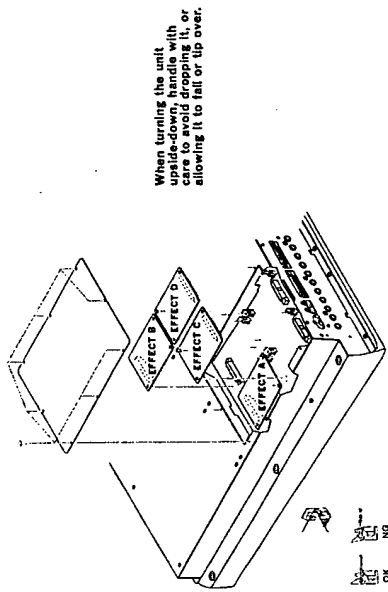 When turning the unit
upside-down, handle with
care to avoid dropping it, or
allowing it to fall or tip over.
EFFECT B
EFFECT D
EFFECT C
EFFECT A
OK
NG